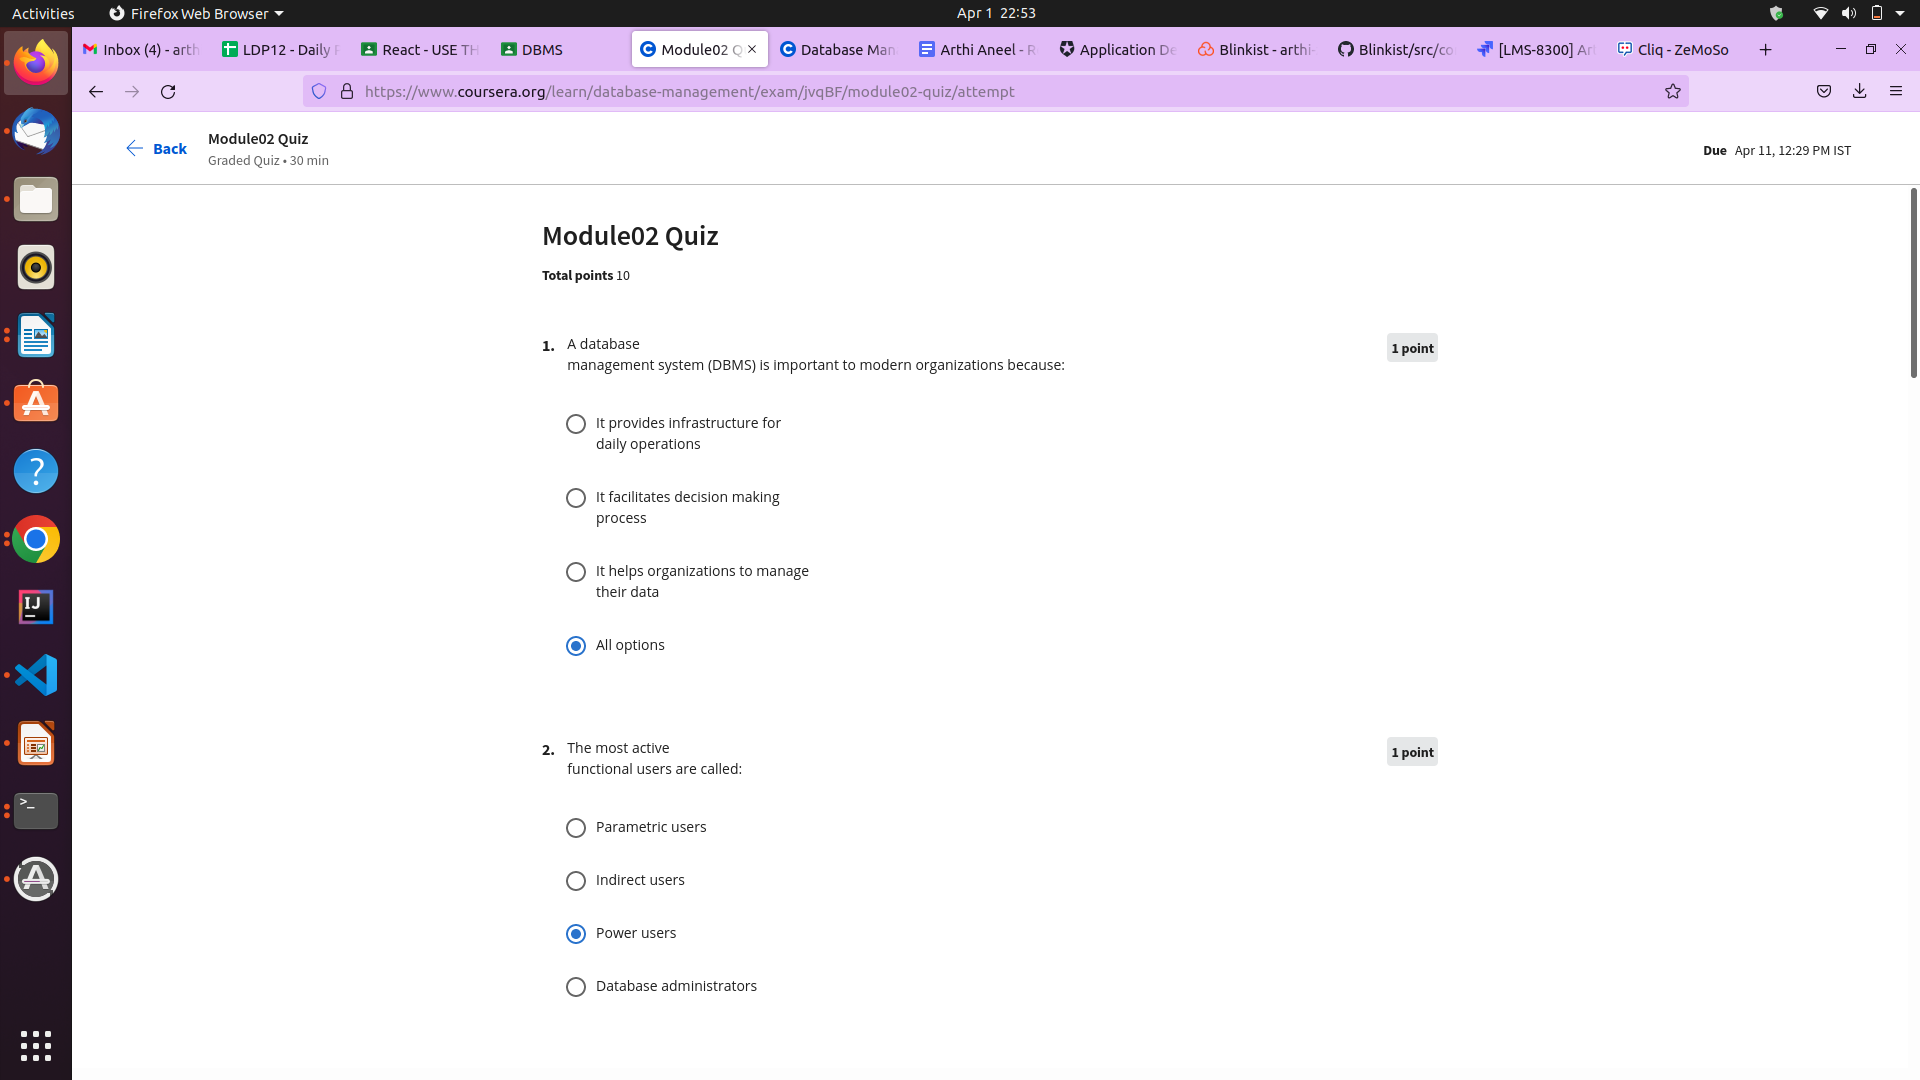 Activities
Firefox Web Browser
Apr 1 22:53
Inbox (4) - arth
LDP12 - Daily
React - USE TH
DBMS
Module02 Q
Database Man
Arthi Aneel - R
Application De
Blinkist - arthi-
Blinkist/src/co
[LMS-8300] Ar
Cliq - ZeMoSo
https://www.coursera.org/learn/database-management/exam/jvqBF/module02-quiz/attempt
Back
Module02 Quiz
Graded Quiz • 30 min
Due Apr 11, 12:29 PM IST
Module02 Quiz
Total points 10
1. A database
management system (DBMS) is important to modern organizations because:
1 point
It provides infrastructure for
daily operations
It facilitates decision making
process
It helps organizations to manage
their data
All options
2. The most active
functional users are called:
1 point
Parametric users
Indirect users
Power users
Database administrators